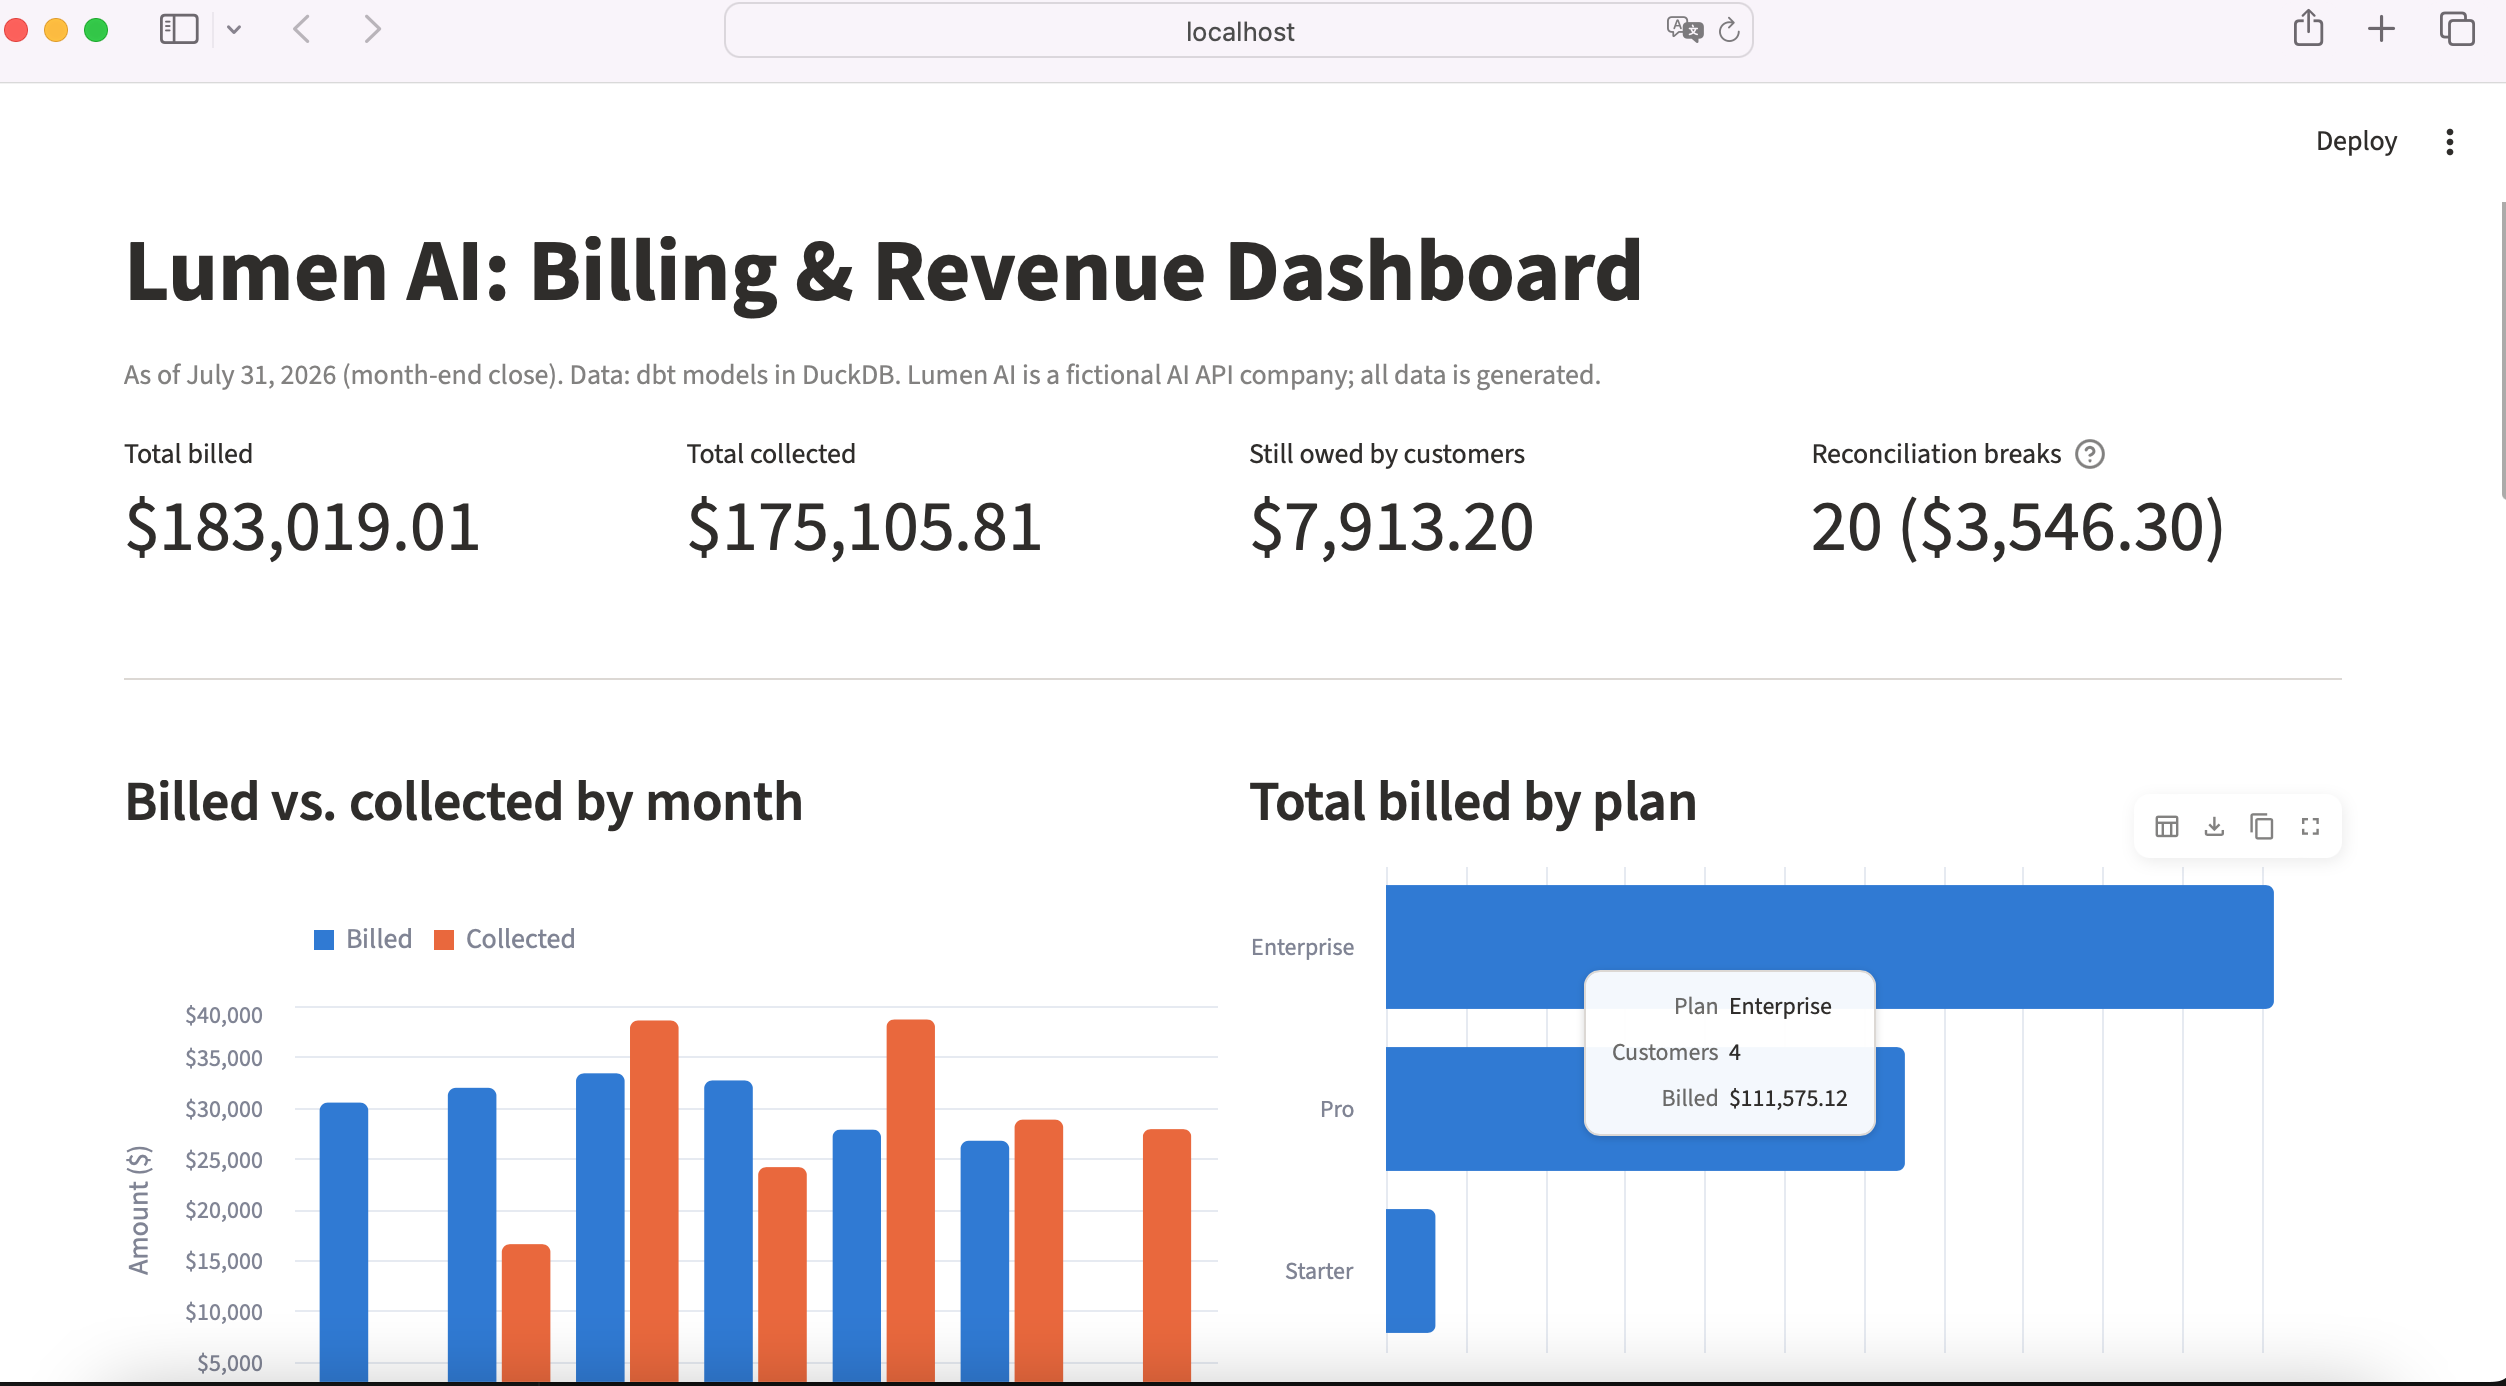 localhost
Deploy
Lumen AI: Billing & Revenue Dashboard
As of July 31, 2026 (month-end close). Data: dbt models in DuckDB. Lumen AI is a fictional AI API company; all data is generated.
Total billed
$183,019.01
Total collected
$175,105.81
Still owed by customers
$7,913.20
Reconciliation breaks ?
20 ($3,546.30)
Billed vs. collected by month
Billed Collected
$40,000
$35,000
$30,000
$25,000
$20,000
$15,000
$10,000
$5,000
Amount ($)
Total billed by plan
Enterprise
Pro
Starter
Plan Enterprise
Customers 4
Billed $111,575.12